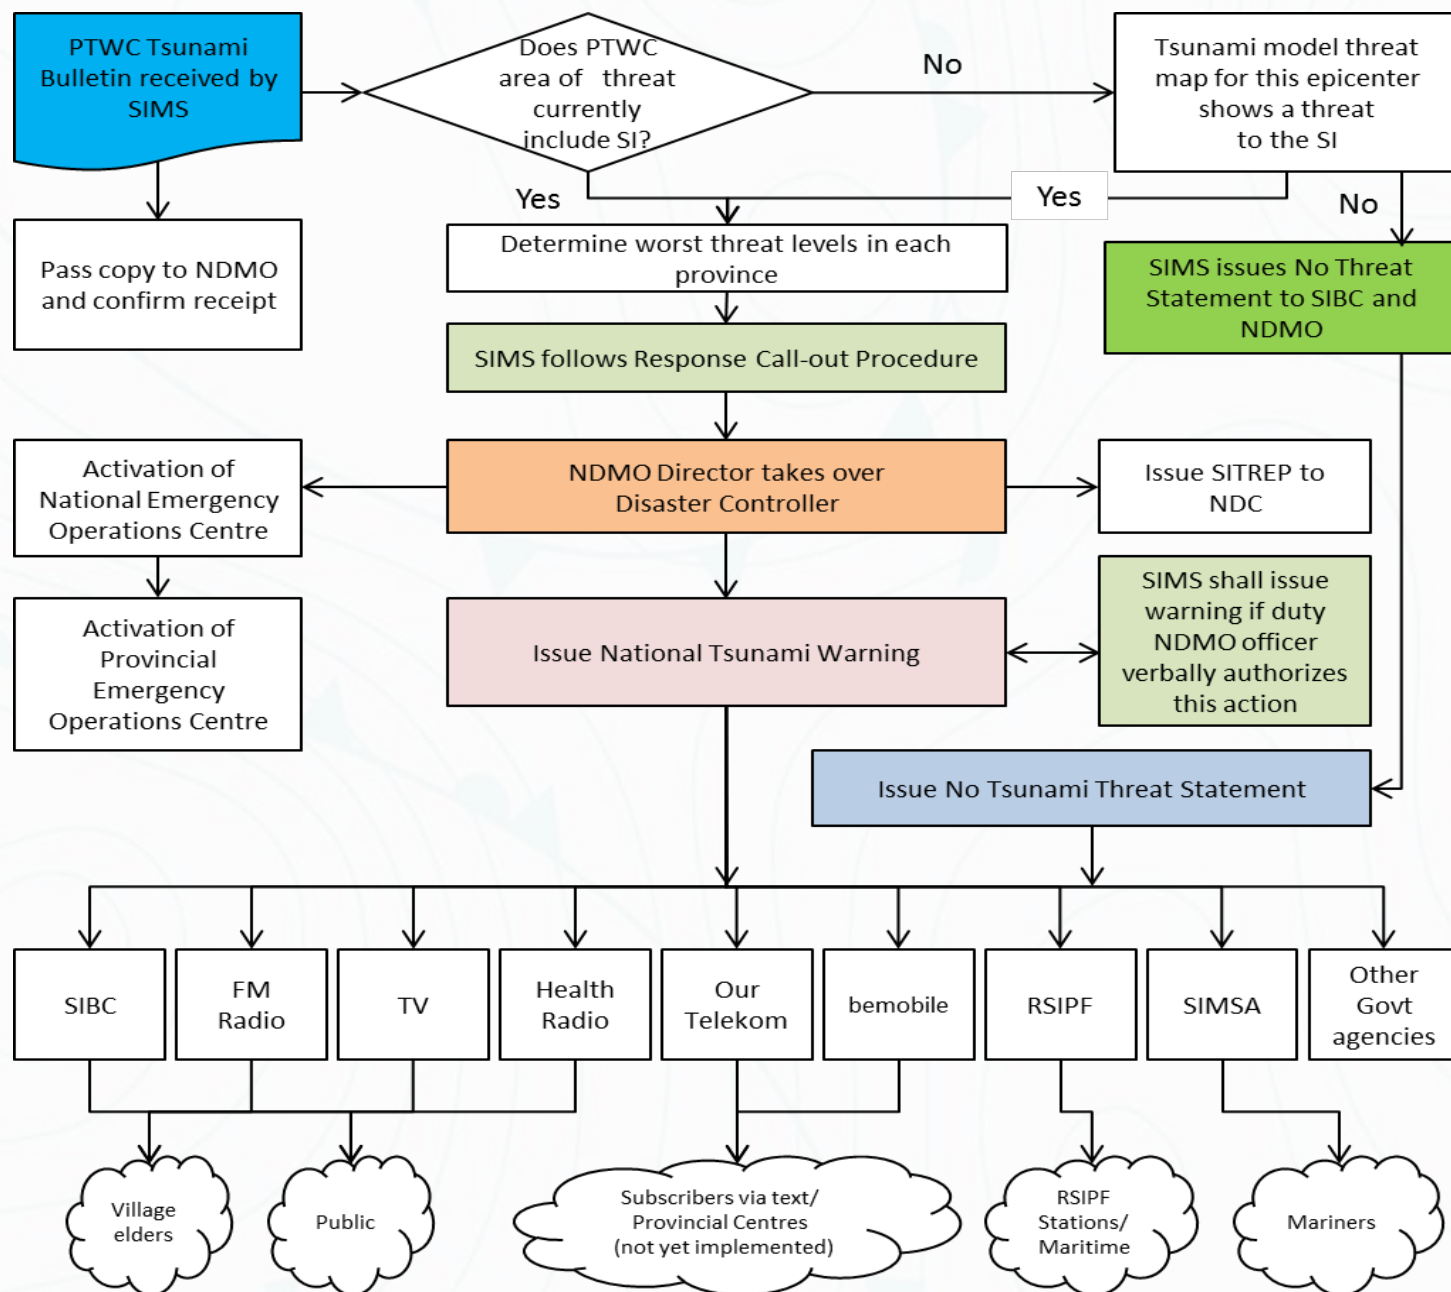 PTWC Tsunami
Bulletin received by
SIMS
Does PTWC
area of threat
currently
include SI?
No
Tsunami model threat
map for this epicenter
shows a threat
to the SI
Yes
Yes
No
Pass copy to NDMO
and confirm receipt
Determine worst threat levels in each
province
SIMS issues No Threat
Statement to SIBC and
NDMO
SIMS follows Response Call-out Procedure
Activation of
National Emergency
Operations Centre
NDMO Director takes over
Disaster Controller
Issue SITREP to
NDC
Activation of
Provincial
Emergency
Operations Centre
Issue National Tsunami Warning
SIMS shall issue
warning if duty
NDMO officer
verbally authorizes
this action
Issue No Tsunami Threat Statement
SIBC
FM
Radio
TV
Health
Radio
Our
Telekom
bemobile
RSIPF
SIMSA
Other
Govt
agencies
Village
elders
Public
Subscribers via text/
Provincial Centres
(not yet implemented)
RSIPF
Stations/
Maritime
Mariners